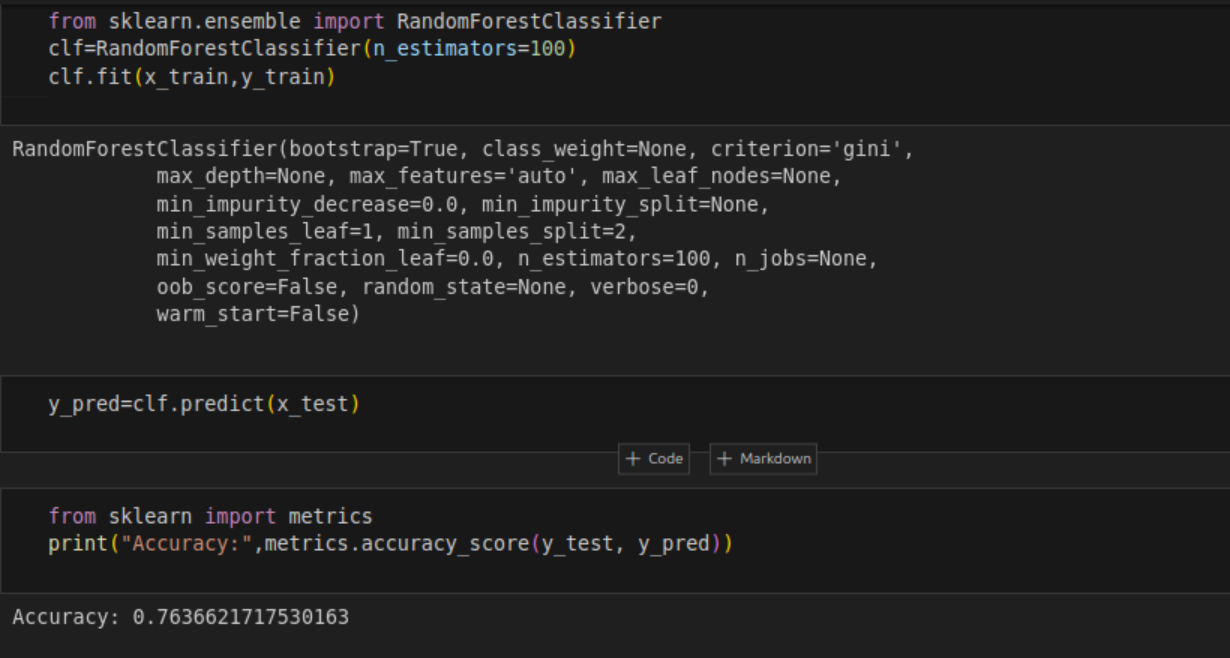 from sklearn.ensemble import RandomForestClassifier
clf=RandomForestClassifier(n_estimators=100)
clf.fit(x_train,y_train)
RandomForestClassifier(bootstrap=True, class_weight=None, criterion='gini',
            max_depth=None, max_features='auto', max_leaf_nodes=None,
            min_impurity_decrease=0.0, min_impurity_split=None,
            min_samples_leaf=1, min_samples_split=2,
            min_weight_fraction_leaf=0.0, n_estimators=100, n_jobs=None,
            oob_score=False, random_state=None, verbose=0,
            warm_start=False)
y_pred=clf.predict(x_test)
+ Code + Markdown
from sklearn import metrics
print("Accuracy:",metrics.accuracy_score(y_test, y_pred))
Accuracy: 0.7636621717530163